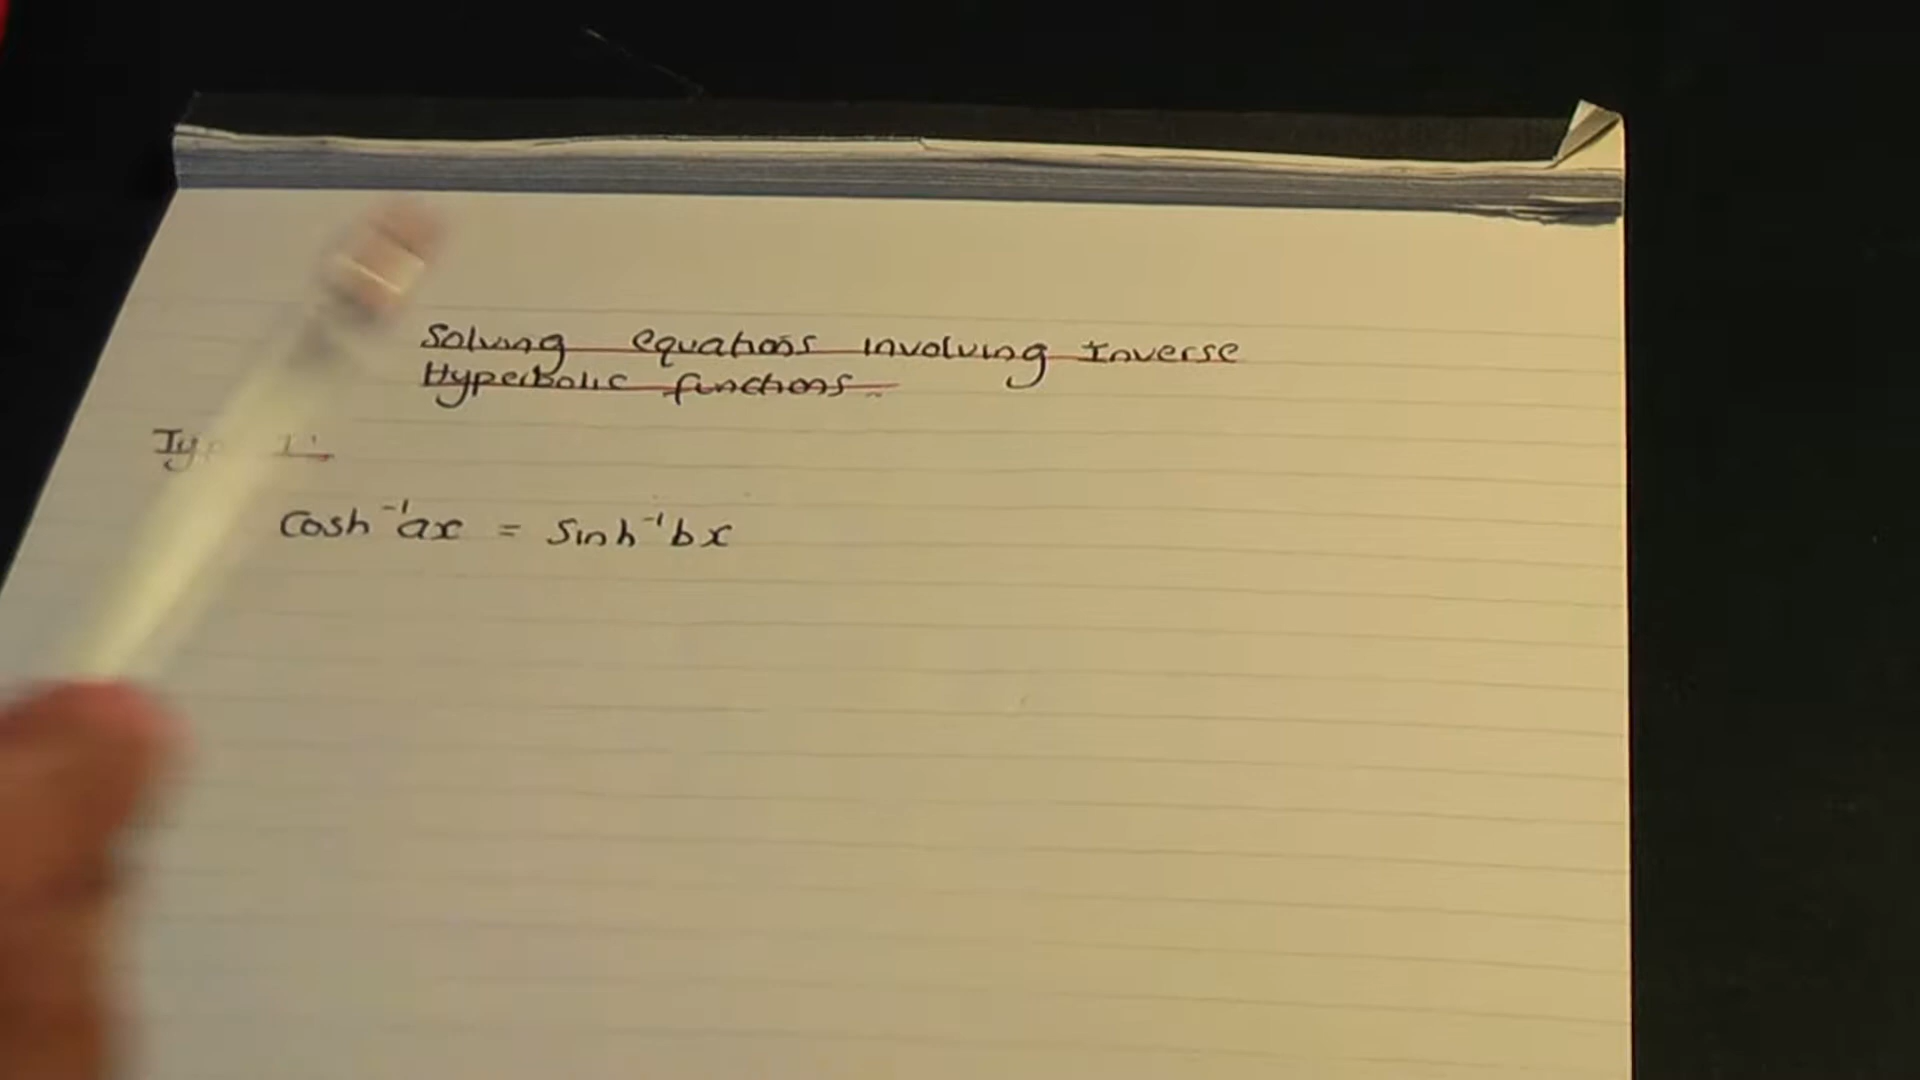 Solving equations involving Inverse
Hyperbolic functions.
cosh⁻¹ax = sinh⁻¹bx